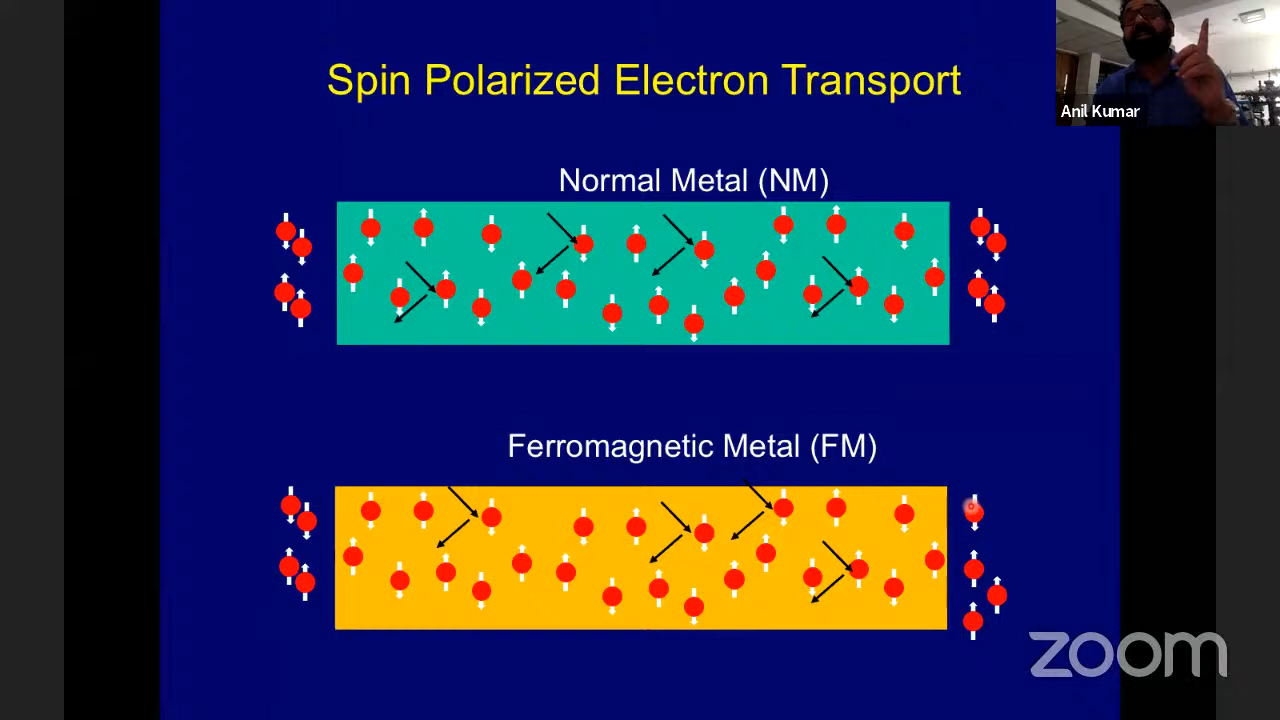 Spin Polarized Electron Transport
Anil Kumar
Normal Metal (NM)
Ferromagnetic Metal (FM)
zoom